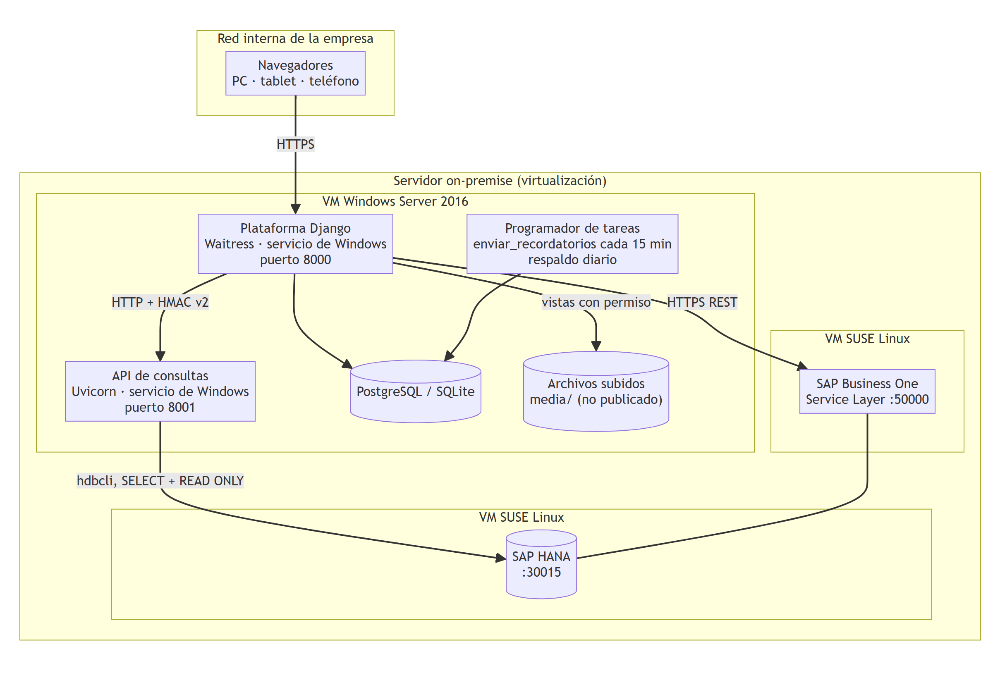 Red interna de la empresa
Navegadores
PC · tablet · teléfono
HTTPS
Servidor on-premise (virtualización)
VM Windows Server 2016
Plataforma Django
Waitress · servicio de Windows
puerto 8000
Programador de tareas
enviar_recordatorios cada 15 min
respaldo diario
HTTP + HMAC v2
vistas con permiso
HTTPS REST
VM SUSE Linux
API de consultas
Uvicorn · servicio de Windows
puerto 8001
PostgreSQL / SQLite
Archivos subidos
media/ (no publicado)
SAP Business One
Service Layer :50000
hdbcli, SELECT + READ ONLY
VM SUSE Linux
SAP HANA
:30015